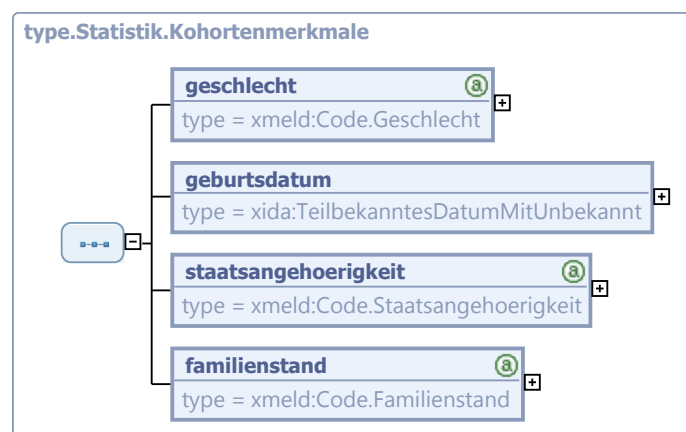 type.Statistik.Kohortenmerkmale
geschlecht a
type = xmeld:Code.Geschlecht
geburtsdatum
type = xida:TeilbekanntesDatumMitUnbekannt
staatsangehoerigkeit a
type = xmeld:Code.Staatsangehoerigkeit
familienstand a
type = xmeld:Code.Familienstand